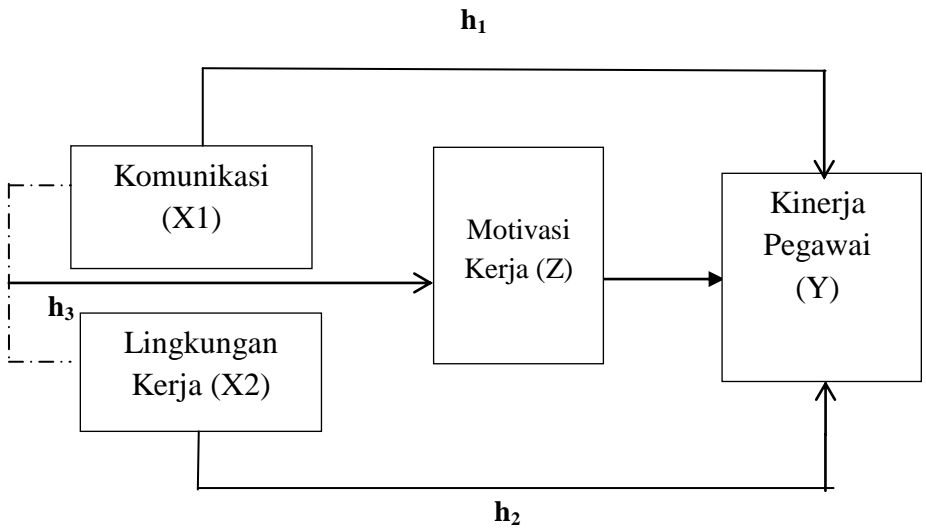 h1
Komunikasi
(X1)
Motivasi
Kerja (Z)
Kinerja
Pegawai
(Y)
h3
Lingkungan
Kerja (X2)
h2